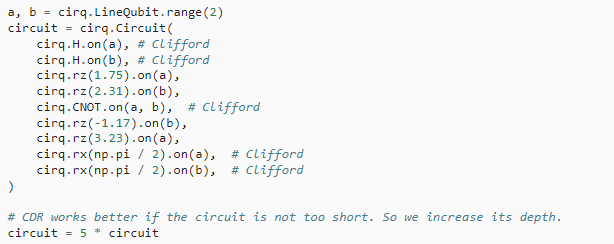 a, b = cirq.LineQubit.range(2)
circuit = cirq.Circuit(
    cirq.H.on(a), # Clifford
    cirq.H.on(b), # Clifford
    cirq.rz(1.75).on(a),
    cirq.rz(2.31).on(b),
    cirq.CNOT.on(a, b),  # Clifford
    cirq.rz(-1.17).on(b),
    cirq.rz(3.23).on(a),
    cirq.rx(np.pi / 2).on(a),  # Clifford
    cirq.rx(np.pi / 2).on(b),  # Clifford
)
# CDR works better if the circuit is not too short. So we increase its depth.
circuit = 5 * circuit